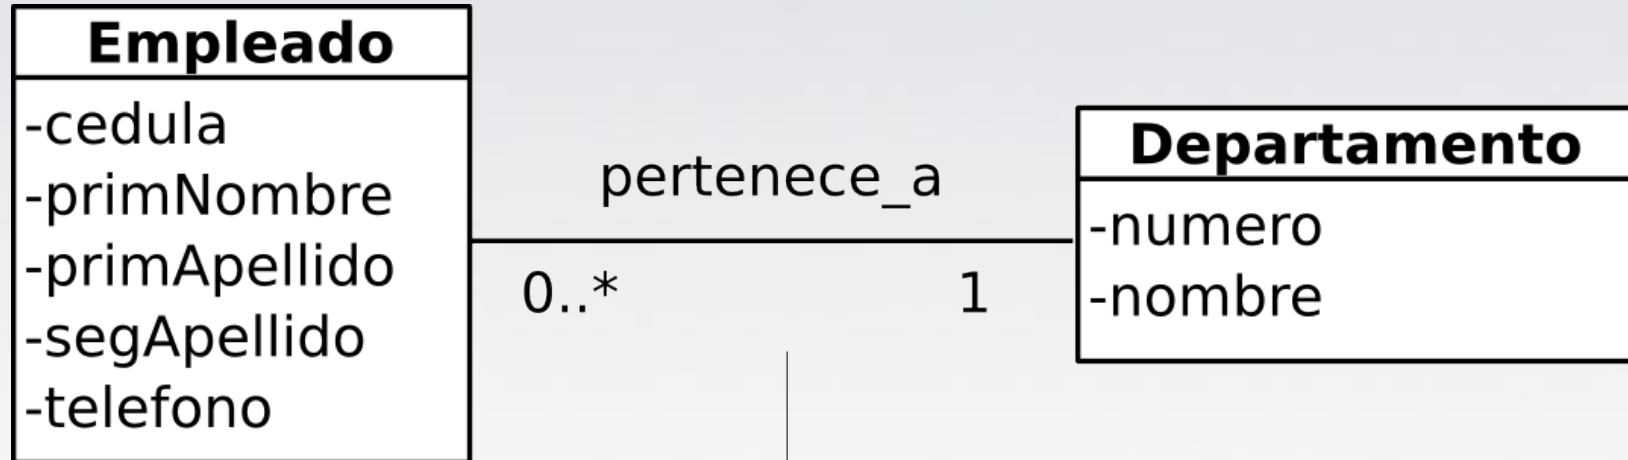 Empleado
-cedula
-primNombre
-primApellido
-segApellido
-telefono
pertenece_a
0..*
1
Departamento
-numero
-nombre